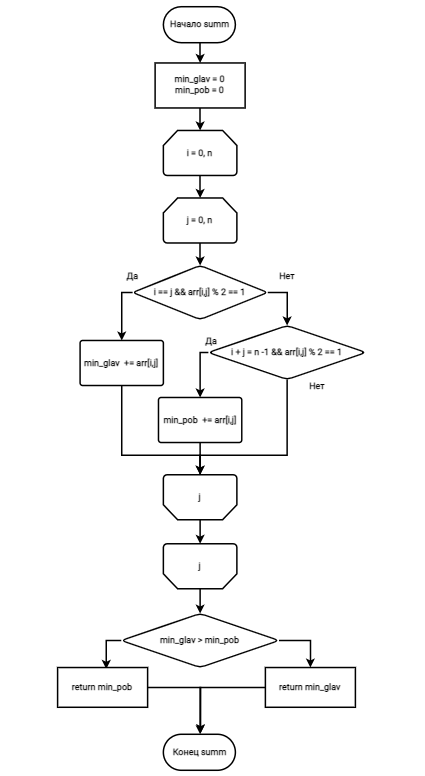 Начало summ
min_glav = 0
min_pob = 0
i = 0, n
j = 0, n
Да
Нет
i == j && arr[i,j] % 2 == 1
Да
i + j = n -1 && arr[i,j] % 2 == 1
min_glav += arr[i,j]
Нет
min_pob += arr[i,j]
j
j
min_glav > min_pob
return min_pob
return min_glav
Конец summ